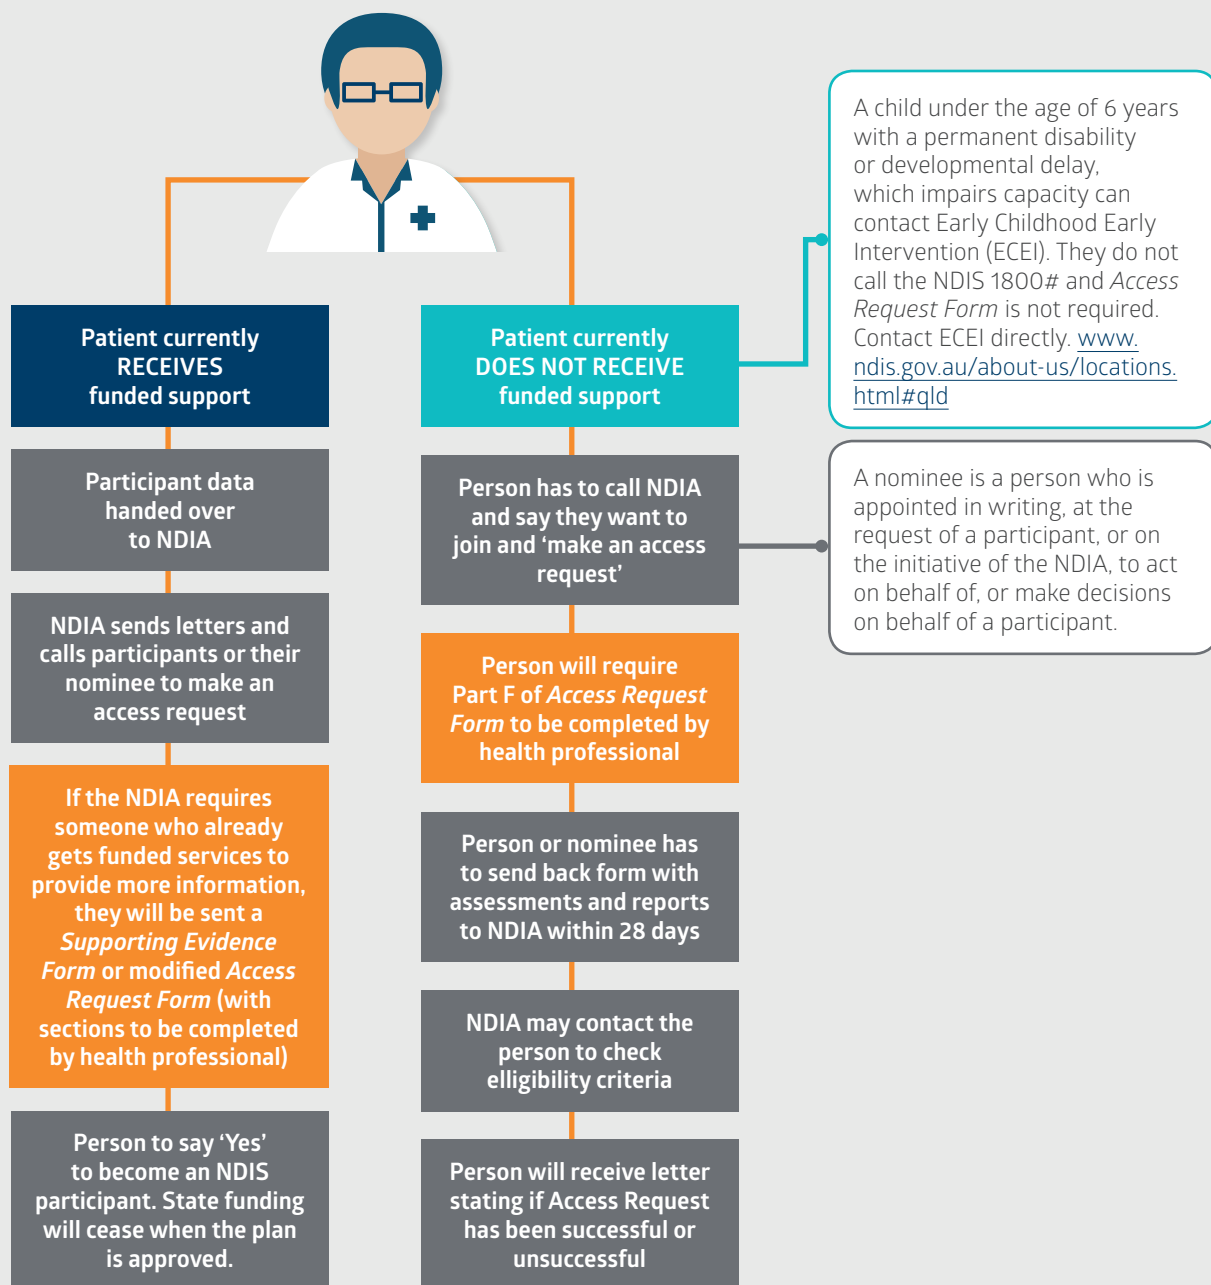 Patient currently
RECEIVES
funded support
Participant data
handed over
to NDIA
NDIA sends letters and
calls participants or their
nominee to make an
access request
If the NDIA requires
someone who already
gets funded services to
provide more information,
they will be sent a
Supporting Evidence
Form or modified Access
Request Form (with
sections to be completed
by health professional)
Person to say ‘Yes’
to become an NDIS
participant. State funding
will cease when the plan
is approved.
Patient currently
DOES NOT RECEIVE
funded support
Person has to call NDIA
and say they want to
join and ‘make an access
request’
Person will require
Part F of Access Request
Form to be completed by
health professional
Person or nominee has
to send back form with
assessments and reports
to NDIA within 28 days
NDIA may contact the
person to check
elligibility criteria
Person will receive letter
stating if Access Request
has been successful or
unsuccessful
A child under the age of 6 years
with a permanent disability
or developmental delay,
which impairs capacity can
contact Early Childhood Early
Intervention (ECEI). They do not
call the NDIS 1800# and Access
Request Form is not required.
Contact ECEI directly. www.
ndis.gov.au/about-us/locations.
html#qld
A nominee is a person who is
appointed in writing, at the
request of a participant, or on
the initiative of the NDIA, to act
on behalf of, or make decisions
on behalf of a participant.